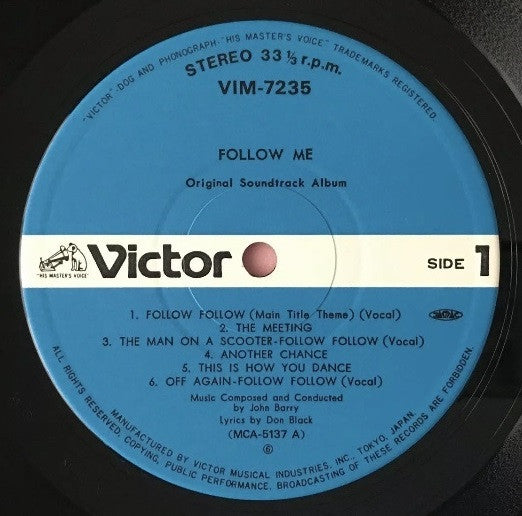 "VICTOR"-DOG AND PHONOGRAPH-"HIS MASTER'S VOICE" TRADEMARKS REGISTERED.
STEREO 33 1/3 r.p.m.
VIM-7235
FOLLOW ME
Original Soundtrack Album
"HIS MASTER'S VOICE"
Victor
SIDE 1
1. FOLLOW FOLLOW (Main Title Theme) (Vocal)
2. THE MEETING
3. THE MAN ON A SCOOTER-FOLLOW FOLLOW (Vocal)
4. ANOTHER CHANCE
5. THIS IS HOW YOU DANCE
6. OFF AGAIN-FOLLOW FOLLOW (Vocal)
Music Composed and Conducted
by John Barry
Lyrics by Don Black
(MCA-5137 A)
Ⓟ
ALL RIGHTS RESERVED. COPYING, PUBLIC PERFORMANCE, BROADCASTING OF THESE RECORDS ARE FORBIDDEN.
MANUFACTURED BY VICTOR MUSICAL INDUSTRIES, INC., TOKYO, JAPAN.